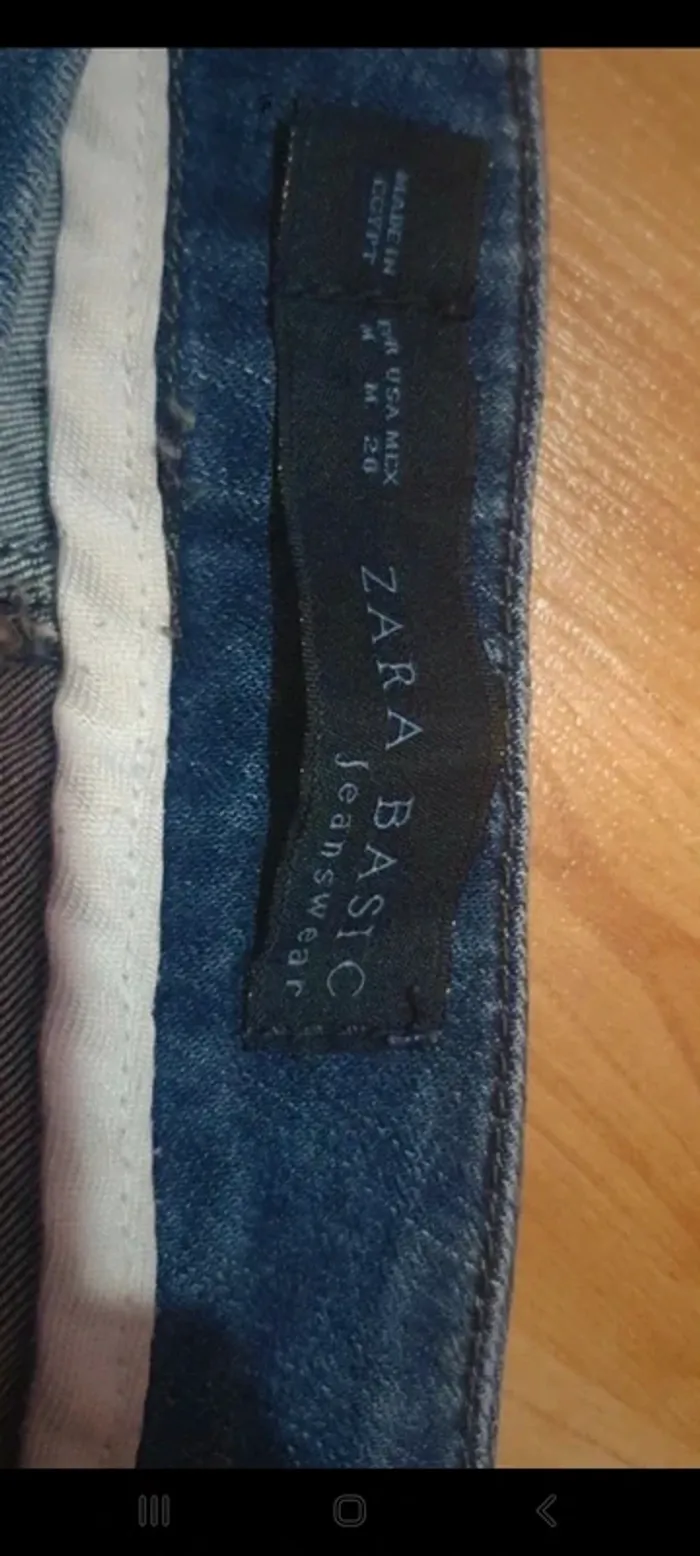 ZARA BASIC
Jeanswear
EUR USA MEX
M M 28
MADE IN
EGYPT